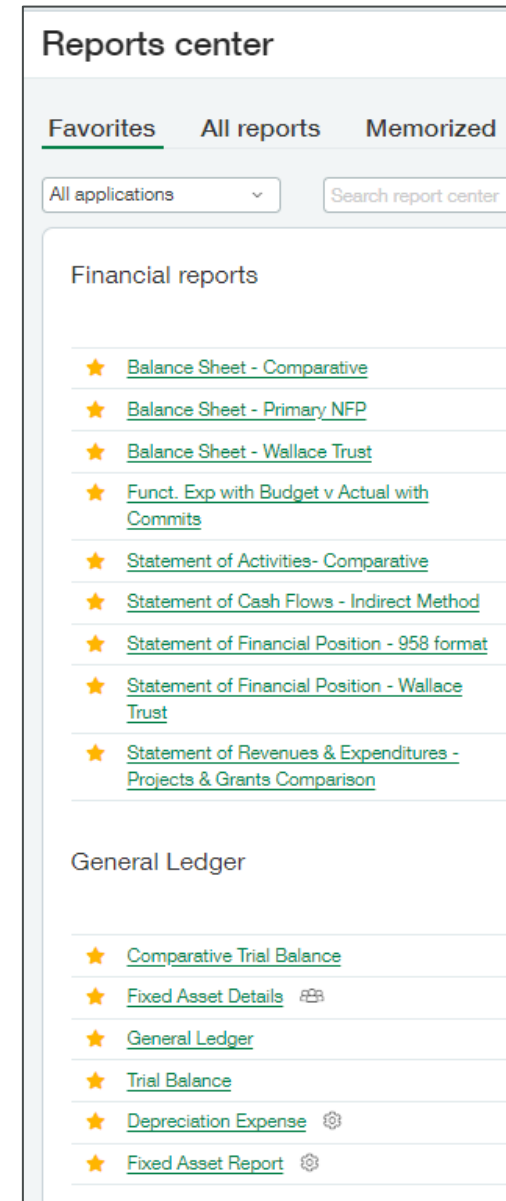 Reports center
Favorites All reports Memorized
All applications Search report center
Financial reports
Balance Sheet - Comparative
Balance Sheet - Primary NFP
Balance Sheet - Wallace Trust
Funct. Exp with Budget v Actual with
Commits
Statement of Activities- Comparative
Statement of Cash Flows - Indirect Method
Statement of Financial Position - 958 format
Statement of Financial Position - Wallace
Trust
Statement of Revenues & Expenditures -
Projects & Grants Comparison
General Ledger
Comparative Trial Balance
Fixed Asset Details
General Ledger
Trial Balance
Depreciation Expense
Fixed Asset Report